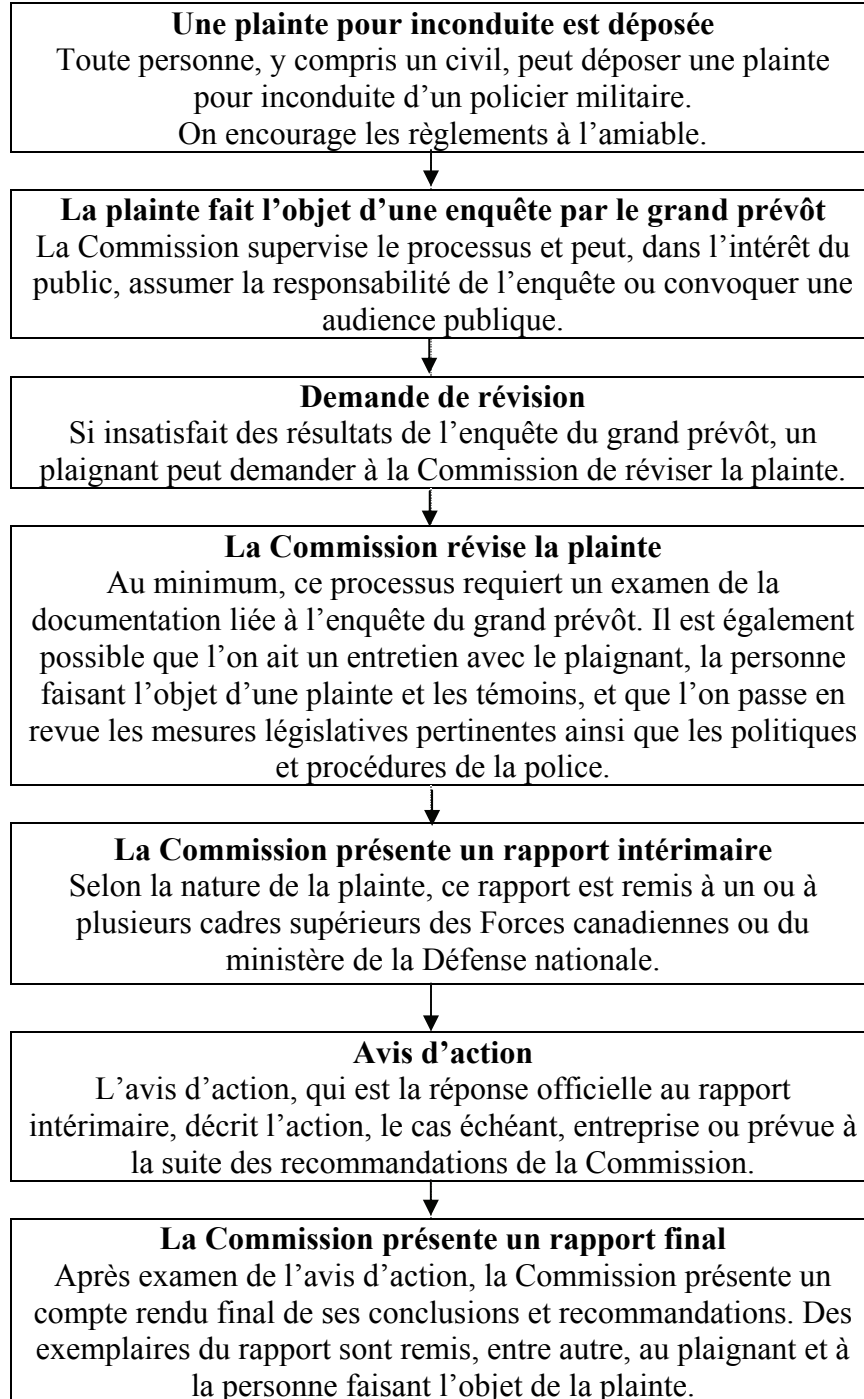 Une plainte pour inconduite est déposée
Toute personne, y compris un civil, peut déposer une plainte
pour inconduite d’un policier militaire.
On encourage les règlements à l’amiable.
La plainte fait l’objet d’une enquête par le grand prévôt
La Commission supervise le processus et peut, dans l’intérêt du
public, assumer la responsabilité de l’enquête ou convoquer une
audience publique.
Demande de révision
Si insatisfait des résultats de l’enquête du grand prévôt, un
plaignant peut demander à la Commission de réviser la plainte.
La Commission révise la plainte
Au minimum, ce processus requiert un examen de la
documentation liée à l’enquête du grand prévôt. Il est également
possible que l’on ait un entretien avec le plaignant, la personne
faisant l’objet d’une plainte et les témoins, et que l’on passe en
revue les mesures législatives pertinentes ainsi que les politiques
et procédures de la police.
La Commission présente un rapport intérimaire
Selon la nature de la plainte, ce rapport est remis à un ou à
plusieurs cadres supérieurs des Forces canadiennes ou du
ministère de la Défense nationale.
Avis d’action
L’avis d’action, qui est la réponse officielle au rapport
intérimaire, décrit l’action, le cas échéant, entreprise ou prévue à
la suite des recommandations de la Commission.
La Commission présente un rapport final
Après examen de l’avis d’action, la Commission présente un
compte rendu final de ses conclusions et recommandations. Des
exemplaires du rapport sont remis, entre autre, au plaignant et à
la personne faisant l’objet de la plainte.